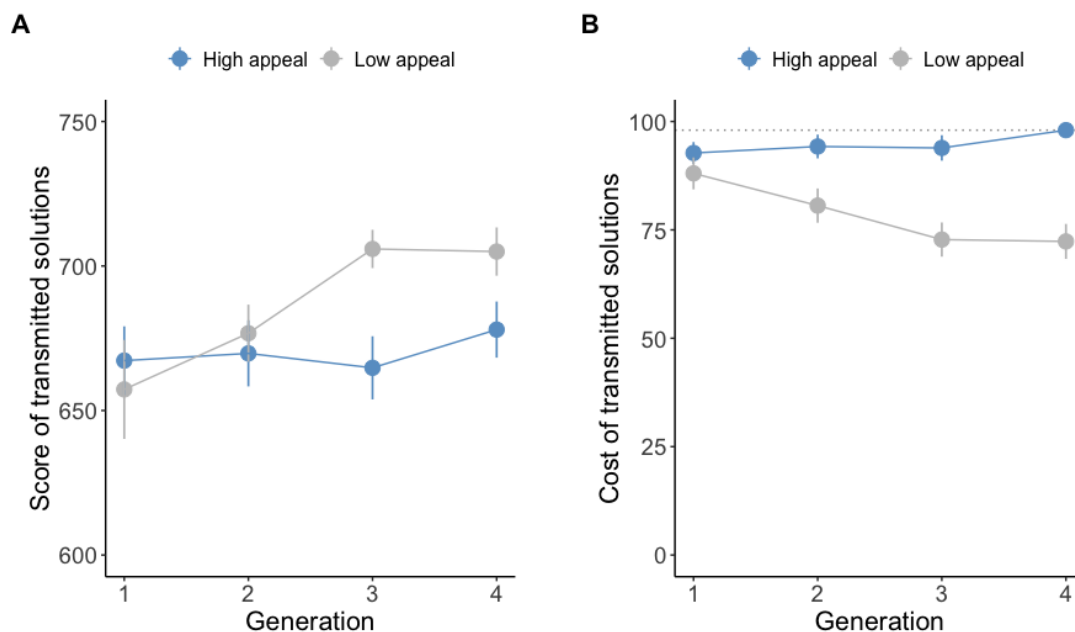 A
High appeal Low appeal
Score of transmitted solutions
750
700
650
600
1 2 3 4
Generation
B
High appeal Low appeal
Cost of transmitted solutions
100
75
50
25
0
1 2 3 4
Generation